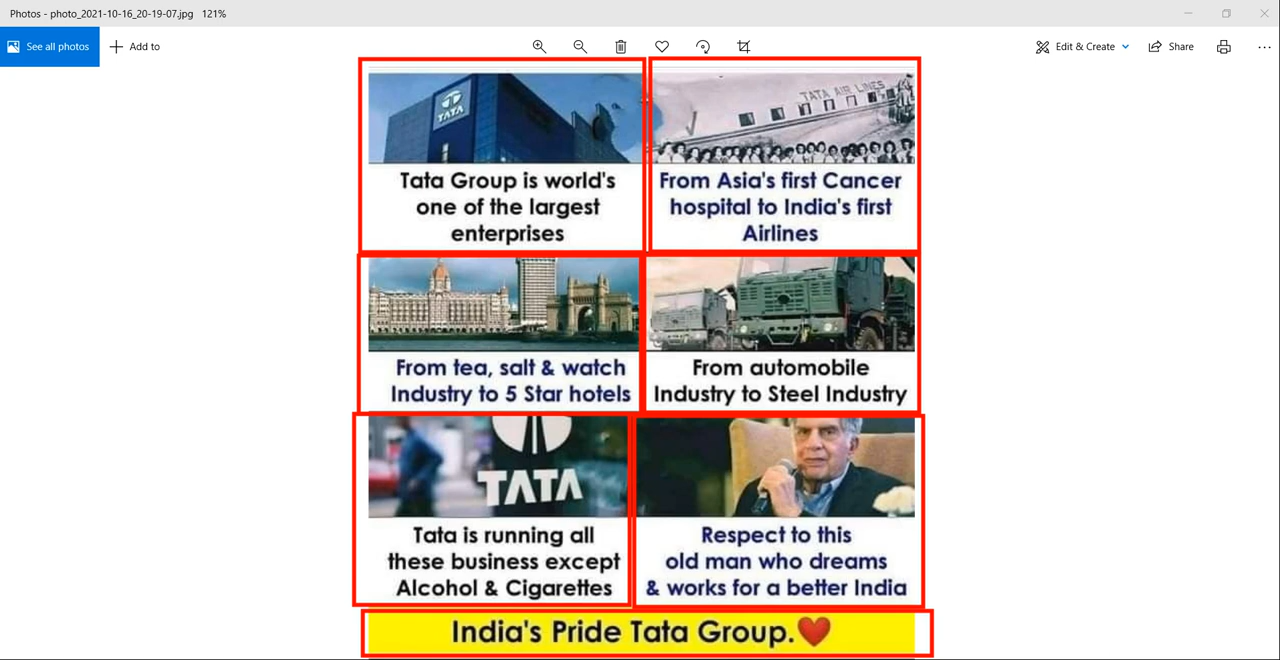 Photos - photo_2021-10-16_20-19-07.jpg 121%
See all photos
Add to
Edit & Create
Share
TATA
TATA AIR LINES
Tata Group is world's
one of the largest
enterprises
From Asia's first Cancer
hospital to India's first
Airlines
From tea, salt & watch
Industry to 5 Star hotels
From automobile
Industry to Steel Industry
TATA
Tata is running all
these business except
Alcohol & Cigarettes
Respect to this
old man who dreams
& works for a better India
India's Pride Tata Group.❤️